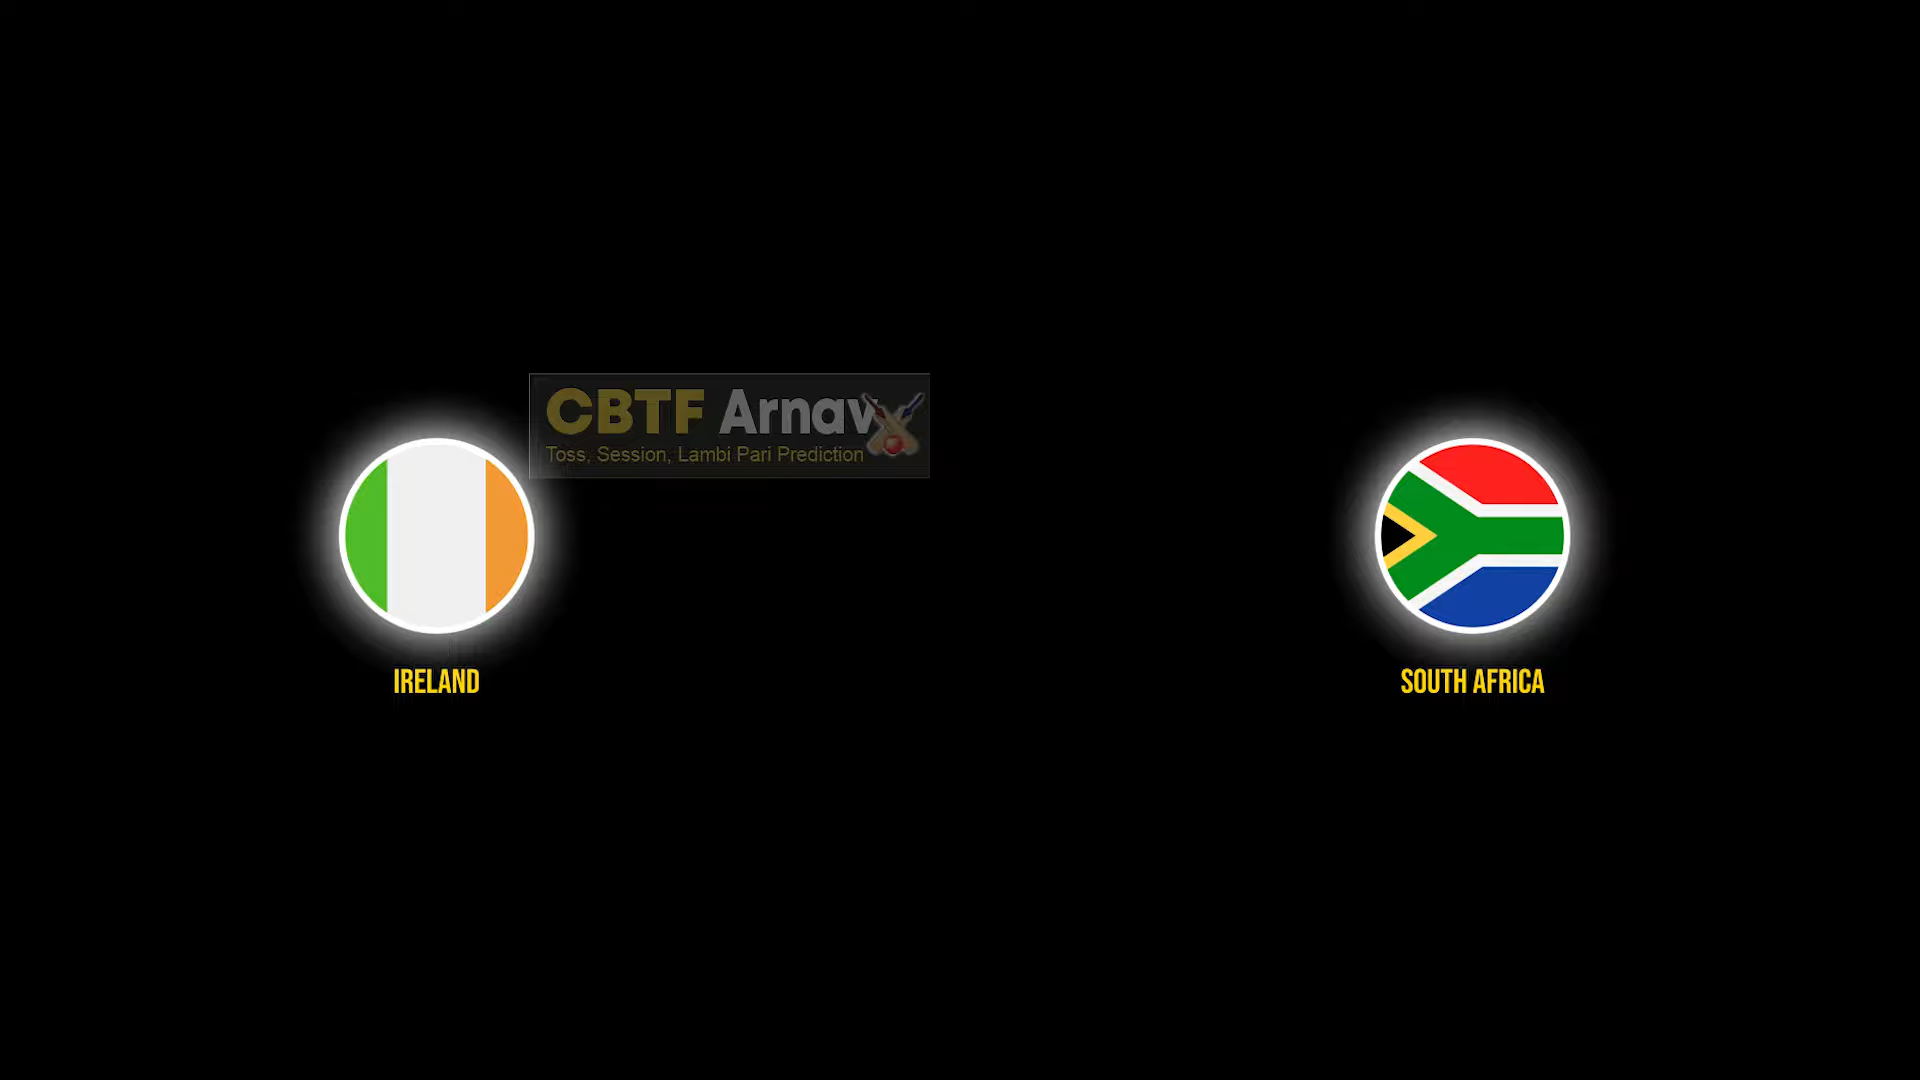 CBTF Arnav
Toss, Session, Lambi Pari Prediction
IRELAND
SOUTH AFRICA